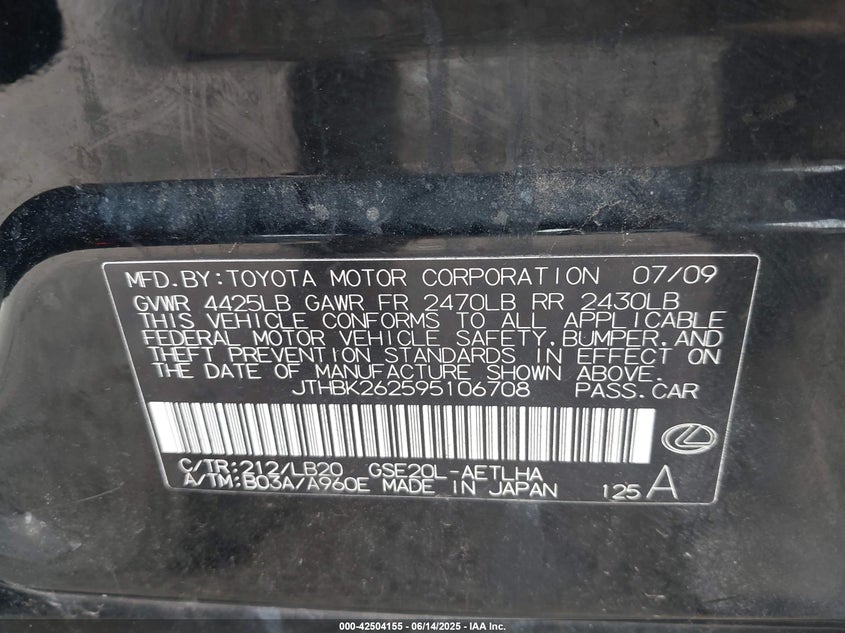 MFD.BY:TOYOTA MOTOR CORPORATION 07/09
GVWR 4425LB GAWR FR 2470LB RR 2430LB
THIS VEHICLE CONFORMS TO ALL APPLICABLE
FEDERAL MOTOR VEHICLE SAFETY,BUMPER,AND
THEFT PREVENTION STANDARDS IN EFFECT ON
THE DATE OF MANUFACTURE SHOWN ABOVE.
JTHBK262595106708 PASS.CAR
C/TR:212/LB20 GSE20L-AETLHA
A/TM:B03A/A960E MADE IN JAPAN 125 A
000-42504155 - 06/14/2025 - IAA Inc.